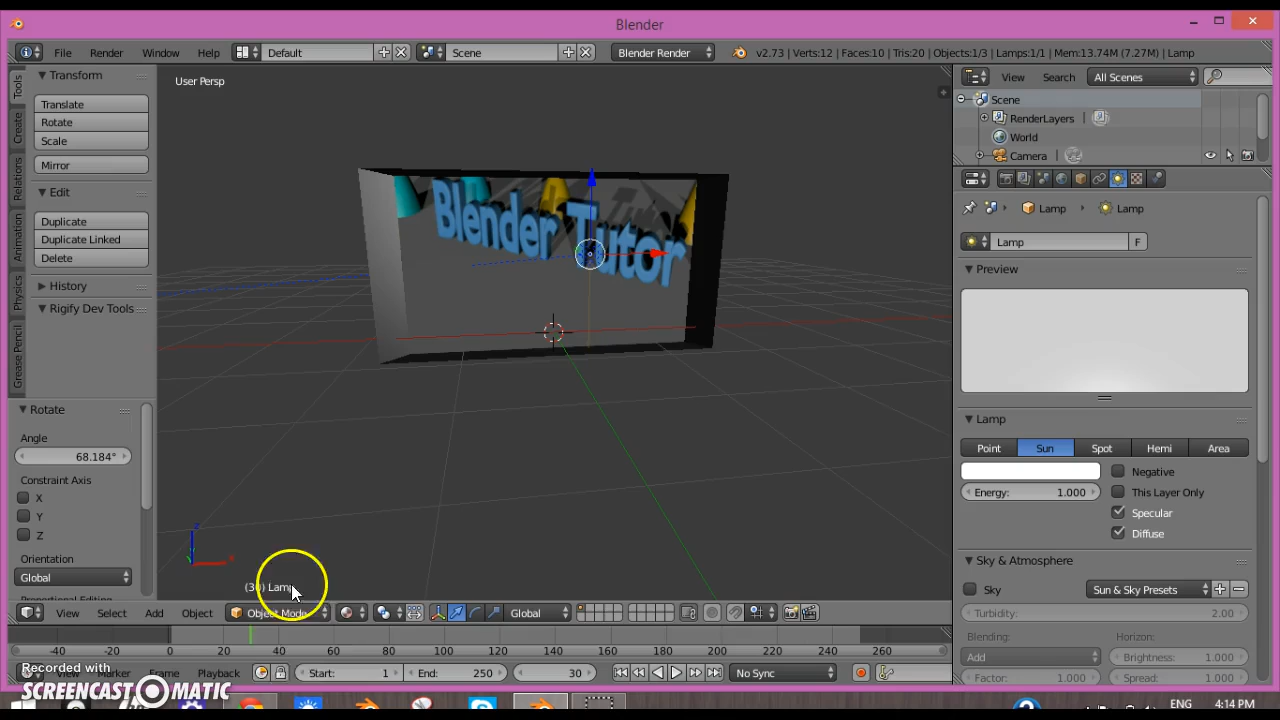 Blender
File Render Window Help Default Scene Blender Render v2.73 | Verts:12 | Faces:10 | Tris:20 | Objects:1/3 | Lamps:1/1 | Mem:13.74M (7.27M) | Lamp
Tools
Create
Relations
Animation
Physics
Grease Pencil
Transform
Translate
Rotate
Scale
Mirror
Edit
Duplicate
Duplicate Linked
Delete
History
Rigify Dev Tools
Rotate
Angle
68.184°
Constraint Axis
X
Y
Z
Orientation
Global
User Persp
Blender Tutor
(30) Lamp
View Select Add Object Object Mode Global
-40 -20 0 20 40 60 80 100 120 140 160 180 200 220 240 260
Marker Frame Playback Start: 1 End: 250 30 No Sync
Recorded with
SCREENCAST-O-MATIC
View Search All Scenes
Scene
RenderLayers
World
Camera
Lamp Lamp
Lamp F
Preview
Lamp
Point Sun Spot Hemi Area
Negative
Energy: 1.000 This Layer Only
Specular
Diffuse
Sky & Atmosphere
Sky Sun & Sky Presets
Turbidity: 2.00
Blending: Horizon:
Add Brightness: 1.000
Factor: 1.000 Spread: 1.000
ENG 4:14 PM